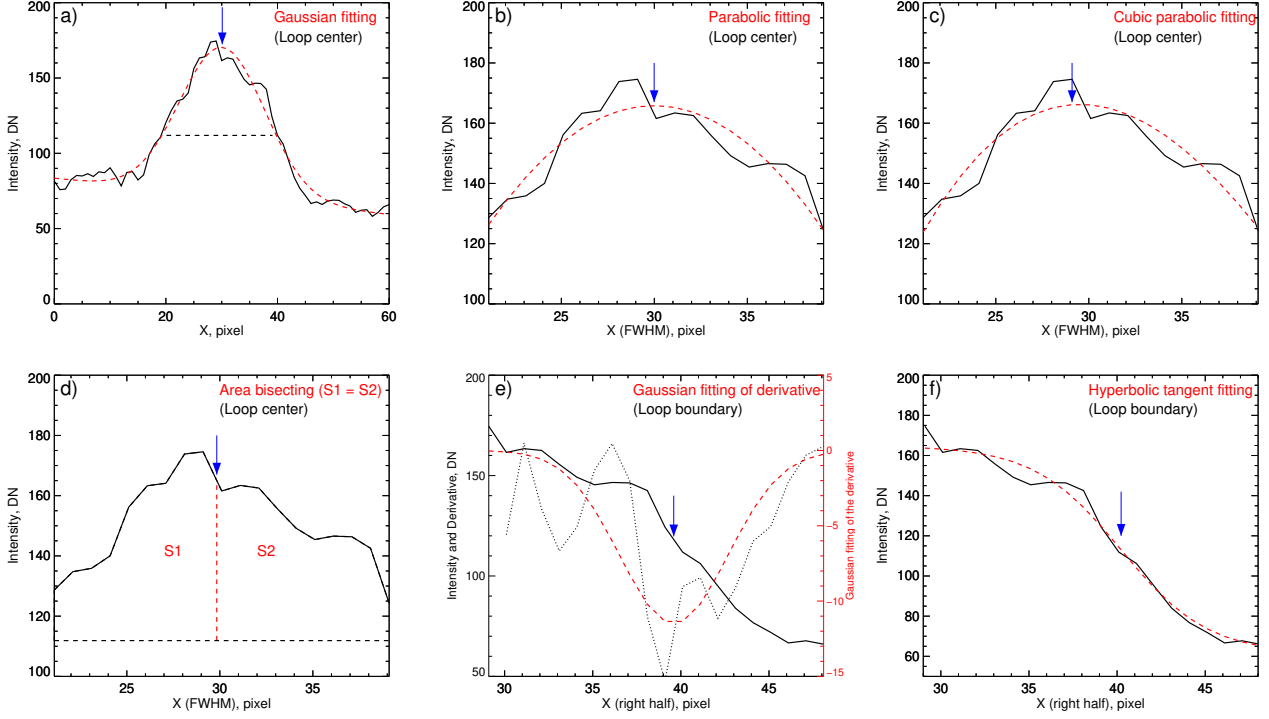 a)
Gaussian fitting
(Loop center)
200
150
100
50
0
Intensity, DN
0
20
40
60
X, pixel
b)
Parabolic fitting
(Loop center)
200
180
160
140
120
100
Intensity, DN
25
30
35
X (FWHM), pixel
c)
Cubic parabolic fitting
(Loop center)
200
180
160
140
120
100
Intensity, DN
25
30
35
X (FWHM), pixel
d)
Area bisecting (S1 = S2)
(Loop center)
200
180
160
140
120
100
Intensity, DN
S1
S2
25
30
35
X (FWHM), pixel
e)
Gaussian fitting of derivative
(Loop boundary)
200
150
100
50
Intensity and Derivative, DN
5
0
−5
−10
−15
Gaussian fitting of the derivative
30
35
40
45
X (right half), pixel
f)
Hyperbolic tangent fitting
(Loop boundary)
200
180
160
140
120
100
80
60
Intensity, DN
30
35
40
45
X (right half), pixel